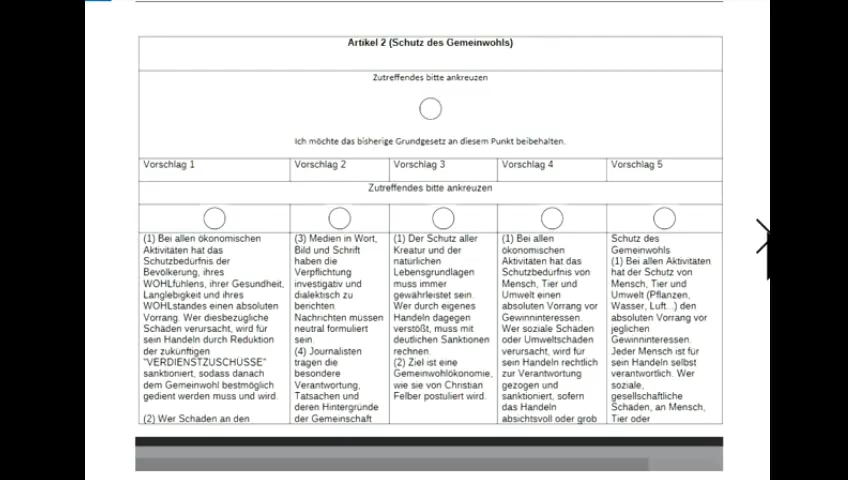 Artikel 2 (Schutz des Gemeinwohls)
Zutreffendes bitte ankreuzen
Ich möchte das bisherige Grundgesetz an diesem Punkt beibehalten.
Vorschlag 1
Vorschlag 2
Vorschlag 3
Vorschlag 4
Vorschlag 5
Zutreffendes bitte ankreuzen
(1) Bei allen ökonomischen
Aktivitäten hat das
Schutzbedürfnis der
Bevölkerung, ihres
WOHLfühlens, ihrer Gesundheit,
Langlebigkeit und ihres
WOHLstandes einen absoluten
Vorrang. Wer diesbezügliche
Schäden verursacht, wird für
sein Handeln durch Reduktion
der zukünftigen
"VERDIENSTZUSCHÜSSE"
sanktioniert, sodass danach
dem Gemeinwohl bestmöglich
gedient werden muss und wird.
(2) Wer Schaden an den
(3) Medien in Wort,
Bild und Schrift
haben die
Verpflichtung
investigativ und
dialektisch zu
berichten.
Nachrichten müssen
neutral formuliert
sein.
(4) Journalisten
tragen die
besondere
Verantwortung,
Tatsachen und
deren Hintergründe
der Gemeinschaft
(1) Der Schutz aller
Kreatur und der
natürlichen
Lebensgrundlagen
muss immer
gewährleistet sein.
Wer durch eigenes
Handeln dagegen
verstößt, muss mit
deutlichen Sanktionen
rechnen.
(2) Ziel ist eine
Gemeinwohlökonomie,
wie sie von Christian
Felber postuliert wird.
(1) Bei allen
ökonomischen
Aktivitäten hat das
Schutzbedürfnis von
Mensch, Tier und
Umwelt einen
absoluten Vorrang vor
Gewinninteressen.
Wer soziale Schäden
oder Umweltschäden
verursacht, wird für
sein Handeln rechtlich
zur Verantwortung
gezogen und
sanktioniert, sofern
das Handeln
absichtsvoll oder grob
Schutz des
Gemeinwohls
(1) Bei allen Aktivitäten
hat der Schutz von
Mensch, Tier und
Umwelt (Pflanzen,
Wasser, Luft...) den
absoluten Vorrang vor
jeglichen
Gewinninteressen.
Jeder Mensch ist für
sein Handeln selbst
verantwortlich. Wer
soziale,
gesellschaftliche
Schäden, an Mensch,
Tier oder